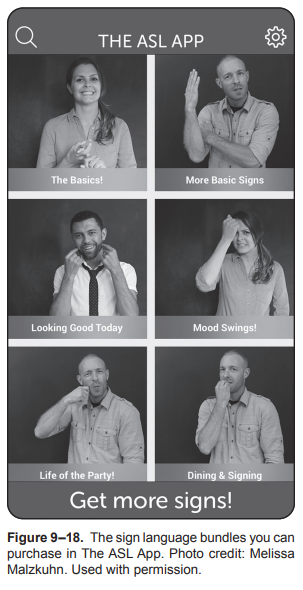 THE ASL APP
The Basics!
More Basic Signs
Looking Good Today
Mood Swings!
Life of the Party!
Dining & Signing
Get more signs!
Figure 9–18. The sign language bundles you can
purchase in The ASL App. Photo credit: Melissa
Malzkuhn. Used with permission.